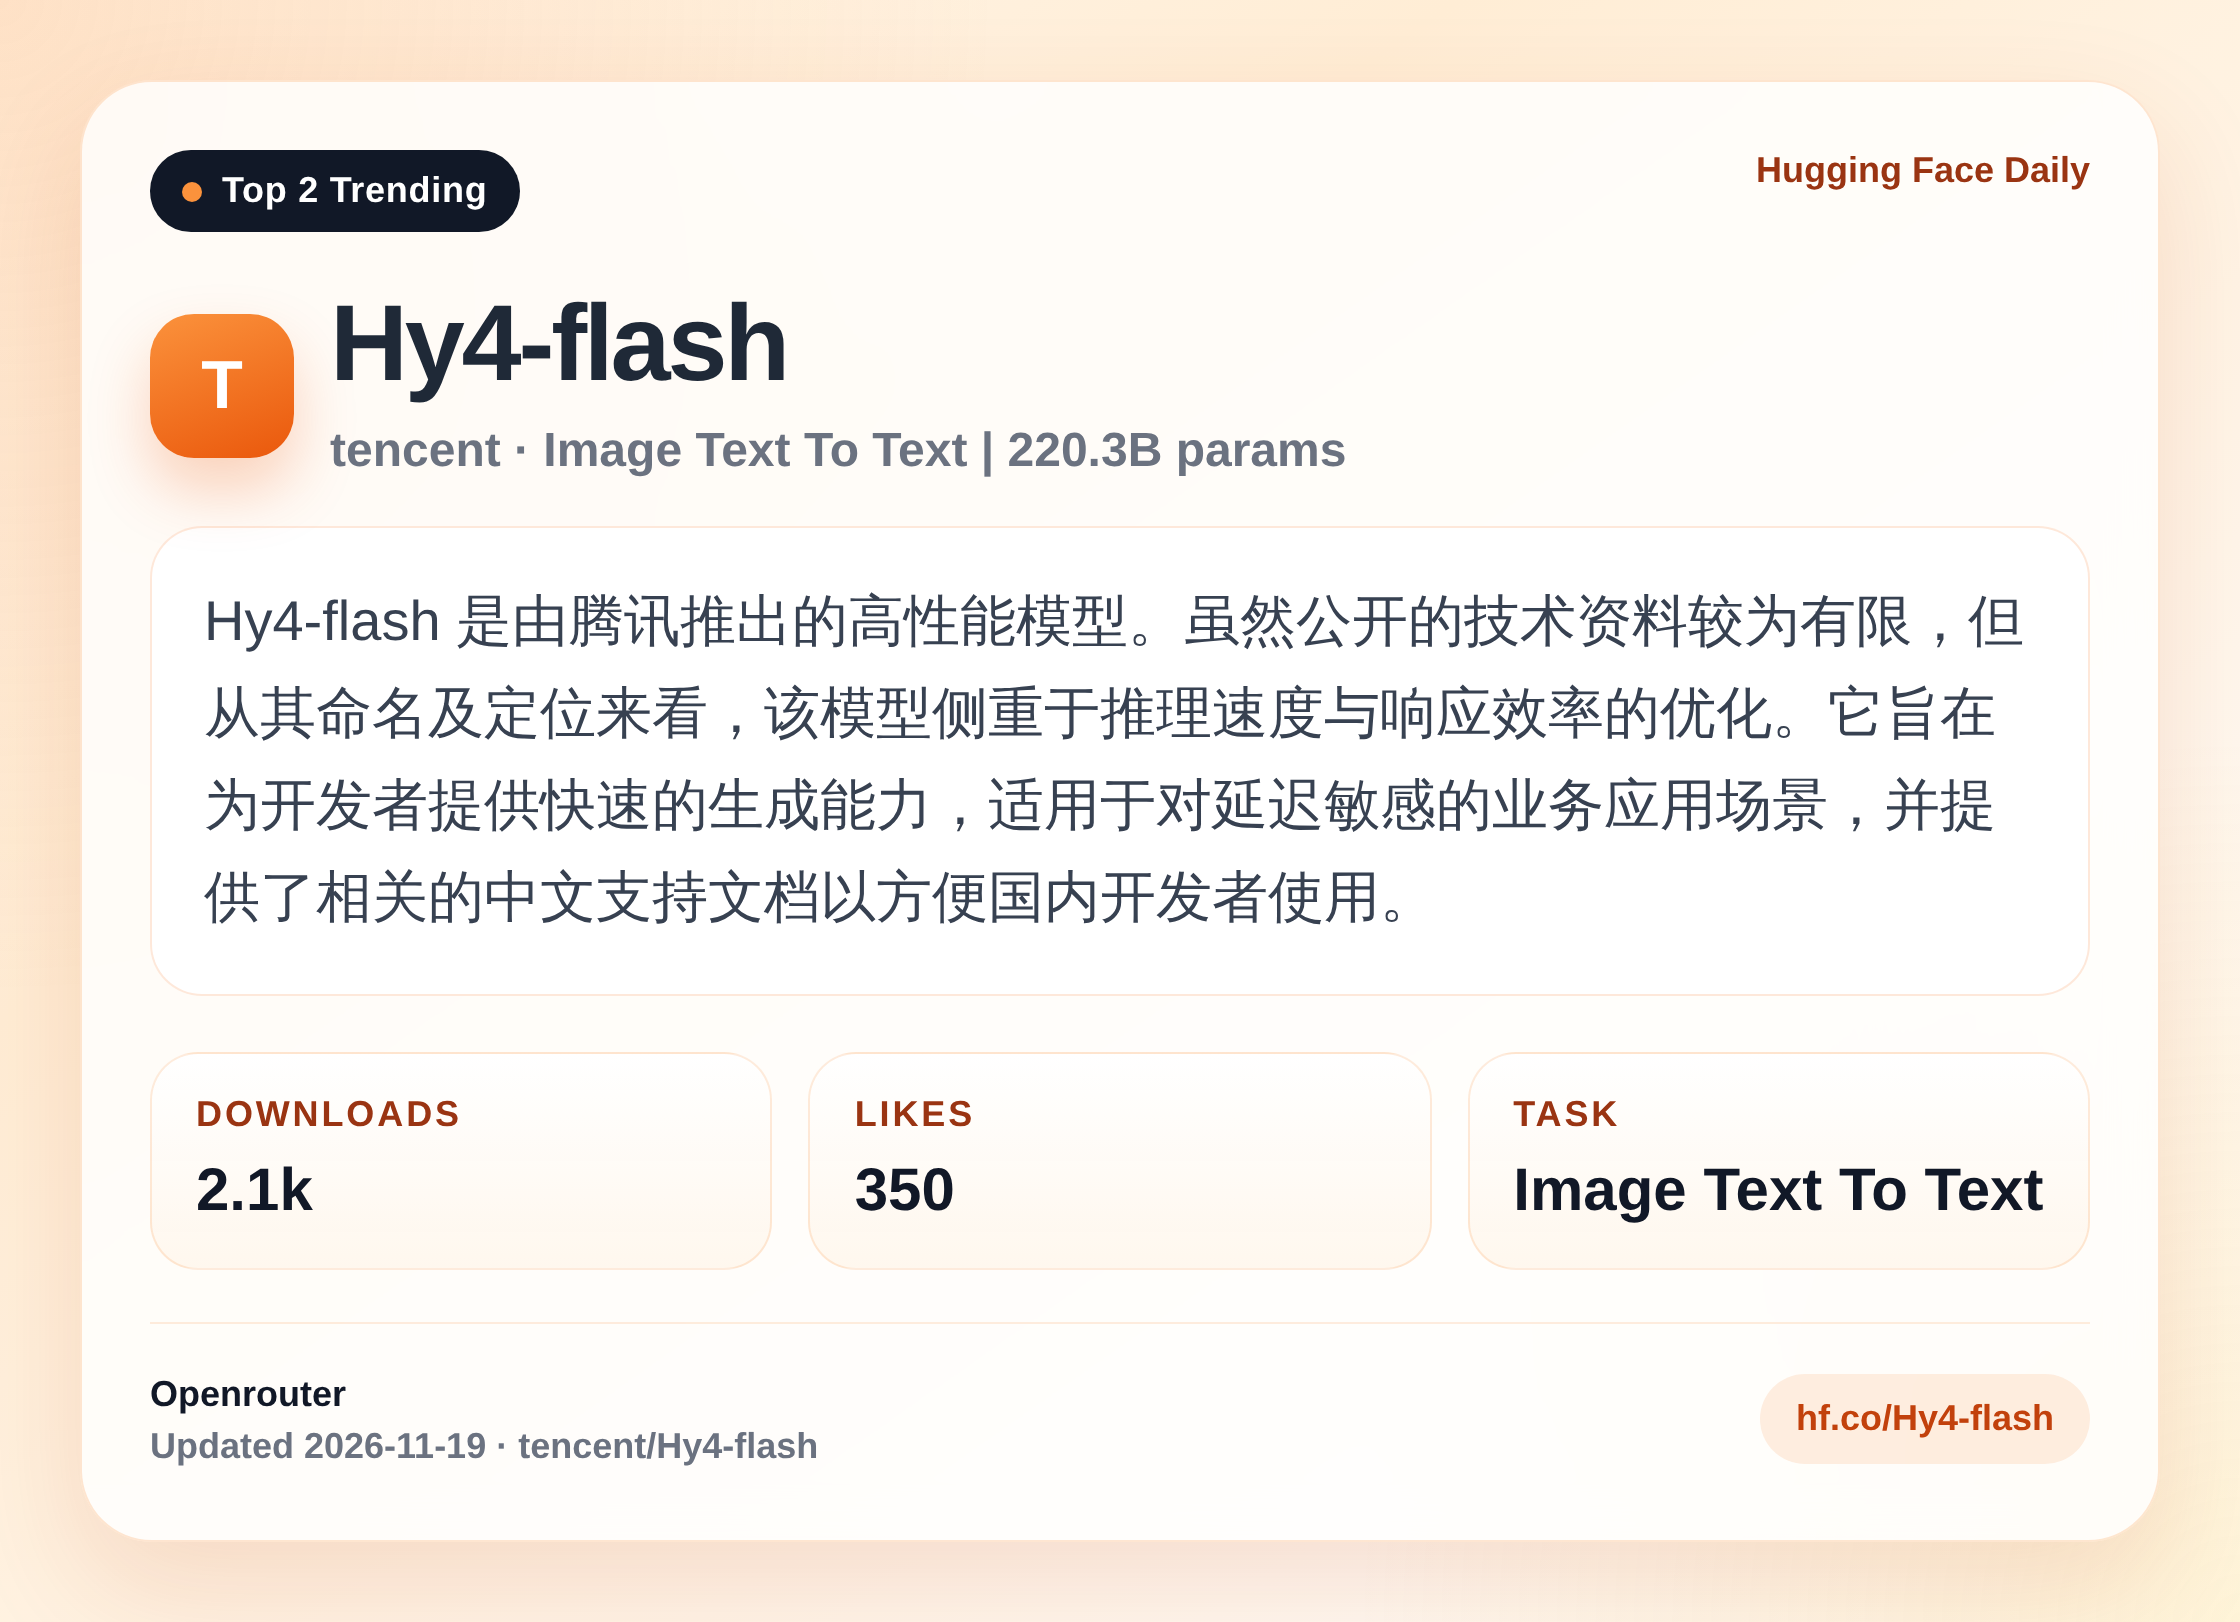 Top 2 Trending
Hugging Face Daily
T
Hy4-flash
tencent · Image Text To Text | 220.3B params
Hy4-flash 是由腾讯推出的高性能模型。虽然公开的技术资料较为有限，但
从其命名及定位来看，该模型侧重于推理速度与响应效率的优化。它旨在
为开发者提供快速的生成能力，适用于对延迟敏感的业务应用场景，并提
供了相关的中文支持文档以方便国内开发者使用。
DOWNLOADS
2.1k
LIKES
350
TASK
Image Text To Text
Openrouter
Updated 2026-11-19 · tencent/Hy4-flash
hf.co/Hy4-flash